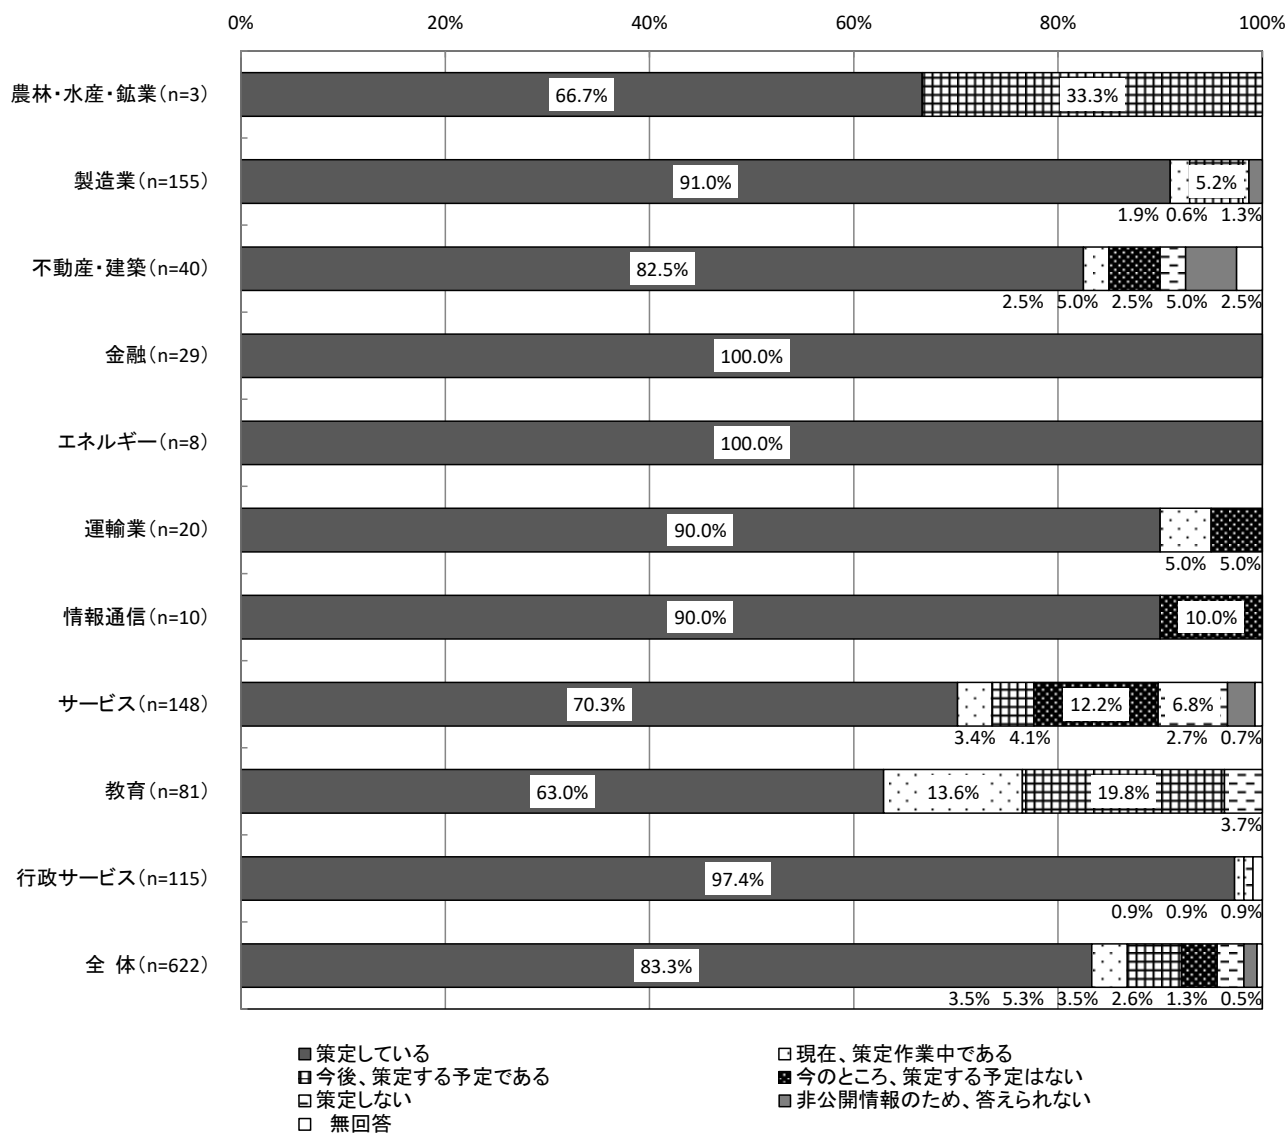 0% 20% 40% 60% 80% 100%
農林・水産・鉱業(n=3) 66.7% 33.3%
製造業(n=155) 91.0% 5.2%
1.9% 0.6% 1.3%
不動産・建築(n=40) 82.5%
2.5% 5.0% 2.5% 5.0% 2.5%
金融(n=29) 100.0%
エネルギー(n=8) 100.0%
運輸業(n=20) 90.0%
5.0% 5.0%
情報通信(n=10) 90.0% 10.0%
サービス(n=148) 70.3% 12.2% 6.8%
3.4% 4.1% 2.7% 0.7%
教育(n=81) 63.0% 13.6% 19.8%
3.7%
行政サービス(n=115) 97.4%
0.9% 0.9% 0.9%
全 体(n=622) 83.3%
3.5% 5.3% 3.5% 2.6% 1.3% 0.5%
策定している 現在、策定作業中である
今後、策定する予定である 今のところ、策定する予定はない
策定しない 非公開情報のため、答えられない
無回答